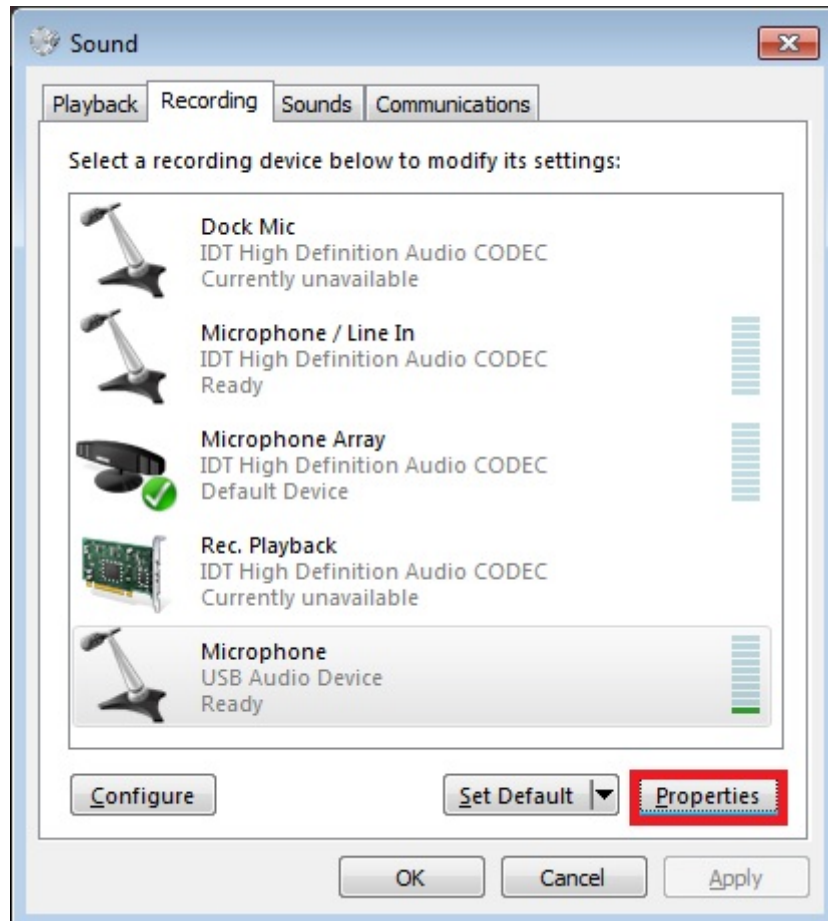 Sound
Playback Recording Sounds Communications
Select a recording device below to modify its settings:
Dock Mic
IDT High Definition Audio CODEC
Currently unavailable
Microphone / Line In
IDT High Definition Audio CODEC
Ready
Microphone Array
IDT High Definition Audio CODEC
Default Device
Rec. Playback
IDT High Definition Audio CODEC
Currently unavailable
Microphone
USB Audio Device
Ready
Configure Set Default Properties
OK Cancel Apply